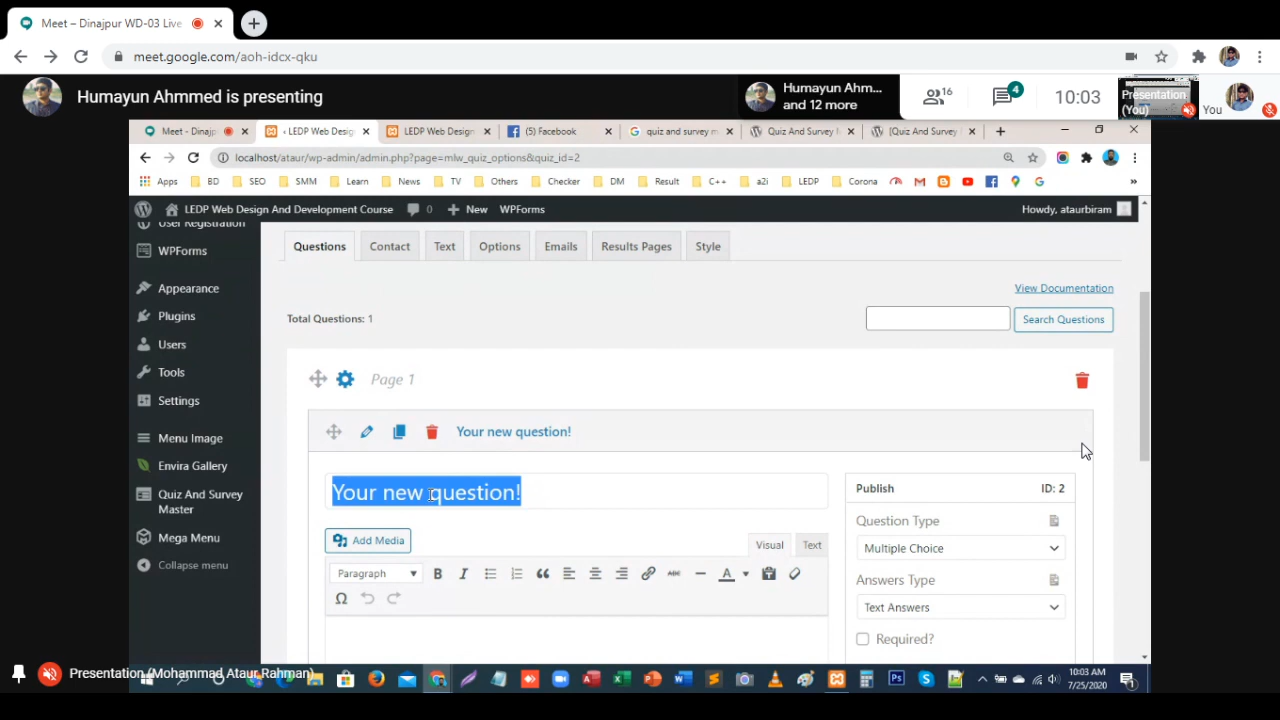 Meet – Dinajpur WD-03 Live
meet.google.com/aoh-idcx-qku
Humayun Ahmmed is presenting
Humayun Ahm...
and 12 more
16
4
10:03
Presentation
(You)
You
Meet - Dinajp
‹ LEDP Web Desig
LEDP Web Design
(5) Facebook
quiz and survey m
Quiz And Survey M
[Quiz And Survey
localhost/ataur/wp-admin/admin.php?page=mlw_quiz_options&quiz_id=2
Apps BD SEO SMM Learn News TV Others Checker DM Result C++ a2i LEDP Corona »
LEDP Web Design And Development Course 0 New WPForms Howdy, ataurbiram
User Registration
WPForms
Appearance
Plugins
Users
Tools
Settings
Menu Image
Envira Gallery
Quiz And Survey
Master
Mega Menu
Collapse menu
Questions Contact Text Options Emails Results Pages Style
View Documentation
Total Questions: 1
Search Questions
Page 1
Your new question!
Your new question!
Add Media
Visual Text
Paragraph
Publish ID: 2
Question Type
Multiple Choice
Answers Type
Text Answers
Required?
Presentation (Mohammad Ataur Rahman)
10:03 AM
7/25/2020